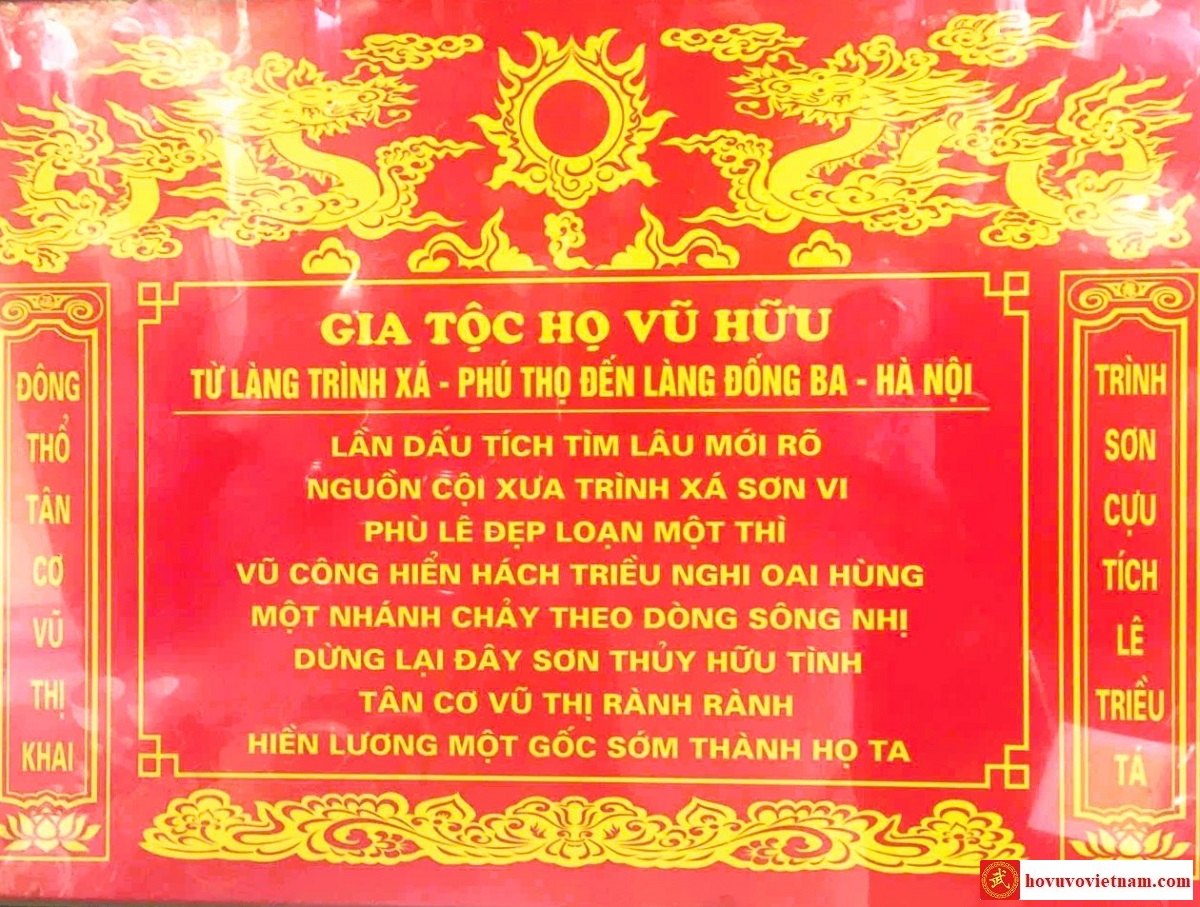 GIA TỘC HỌ VŨ HỮU
TỪ LÀNG TRÌNH XÁ - PHÚ THỌ ĐẾN LÀNG ĐỐNG BA - HÀ NỘI
LẦN DẤU TÍCH TÌM LÂU MỚI RÕ
NGUỒN CỘI XƯA TRÌNH XÁ SƠN VI
PHÙ LÊ ĐẸP LOẠN MỘT THÌ
VŨ CÔNG HIỂN HÁCH TRIỀU NGHI OAI HÙNG
MỘT NHÁNH CHẢY THEO DÒNG SÔNG NHỊ
DỪNG LẠI ĐÂY SƠN THỦY HỮU TÌNH
TÂN CƠ VŨ THỊ RÀNH RÀNH
HIỀN LƯƠNG MỘT GỐC SỚM THÀNH HỌ TA
ĐÔNG
THỔ
TÂN
CƠ
VŨ
THỊ
KHAI
TRÌNH
SƠN
CỰU
TÍCH
LÊ
TRIỀU
TÁ
武
hovuvovietnam.com